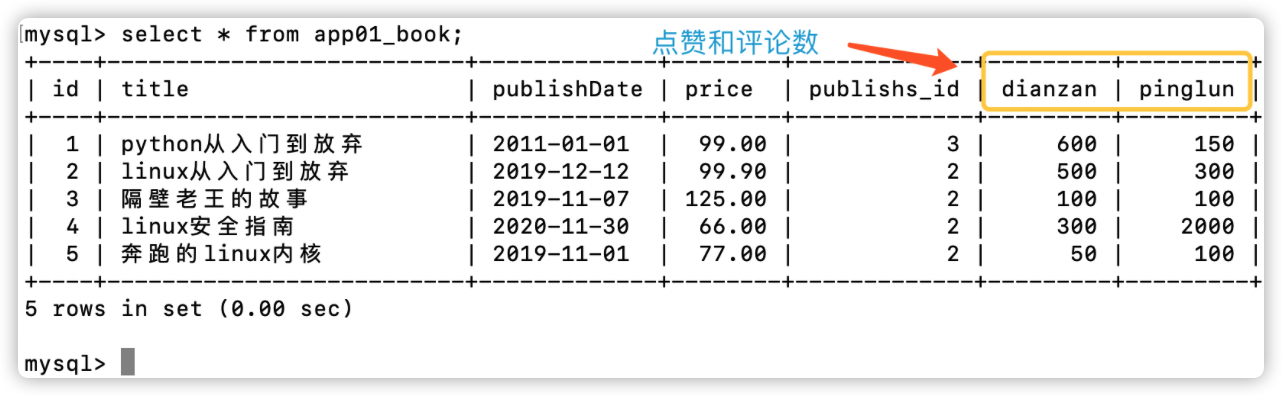 mysql> select * from app01_book;
点赞和评论数
+----+--------------------------+-------------+--------+-------------+---------+---------+
| id | title | publishDate | price | publishs_id | dianzan | pinglun |
+----+--------------------------+-------------+--------+-------------+---------+---------+
| 1 | python从入门到放弃 | 2011-01-01 | 99.00 | 3 | 600 | 150 |
| 2 | linux从入门到放弃 | 2019-12-12 | 99.90 | 2 | 500 | 300 |
| 3 | 隔壁老王的故事 | 2019-11-07 | 125.00 | 2 | 100 | 100 |
| 4 | linux安全指南 | 2020-11-30 | 66.00 | 2 | 300 | 2000 |
| 5 | 奔跑的linux内核 | 2019-11-01 | 77.00 | 2 | 50 | 100 |
+----+--------------------------+-------------+--------+-------------+---------+---------+
5 rows in set (0.00 sec)
mysql>